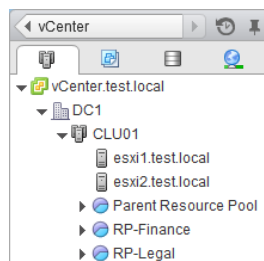 vCenter
vCenter.test.local
DC1
CLU01
esxi1.test.local
esxi2.test.local
Parent Resource Pool
RP-Finance
RP-Legal